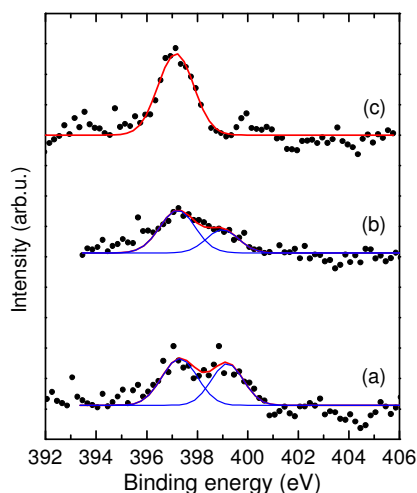 (c)
(b)
(a)
Intensity (arb.u.)
392 394 396 398 400 402 404 406
Binding energy (eV)